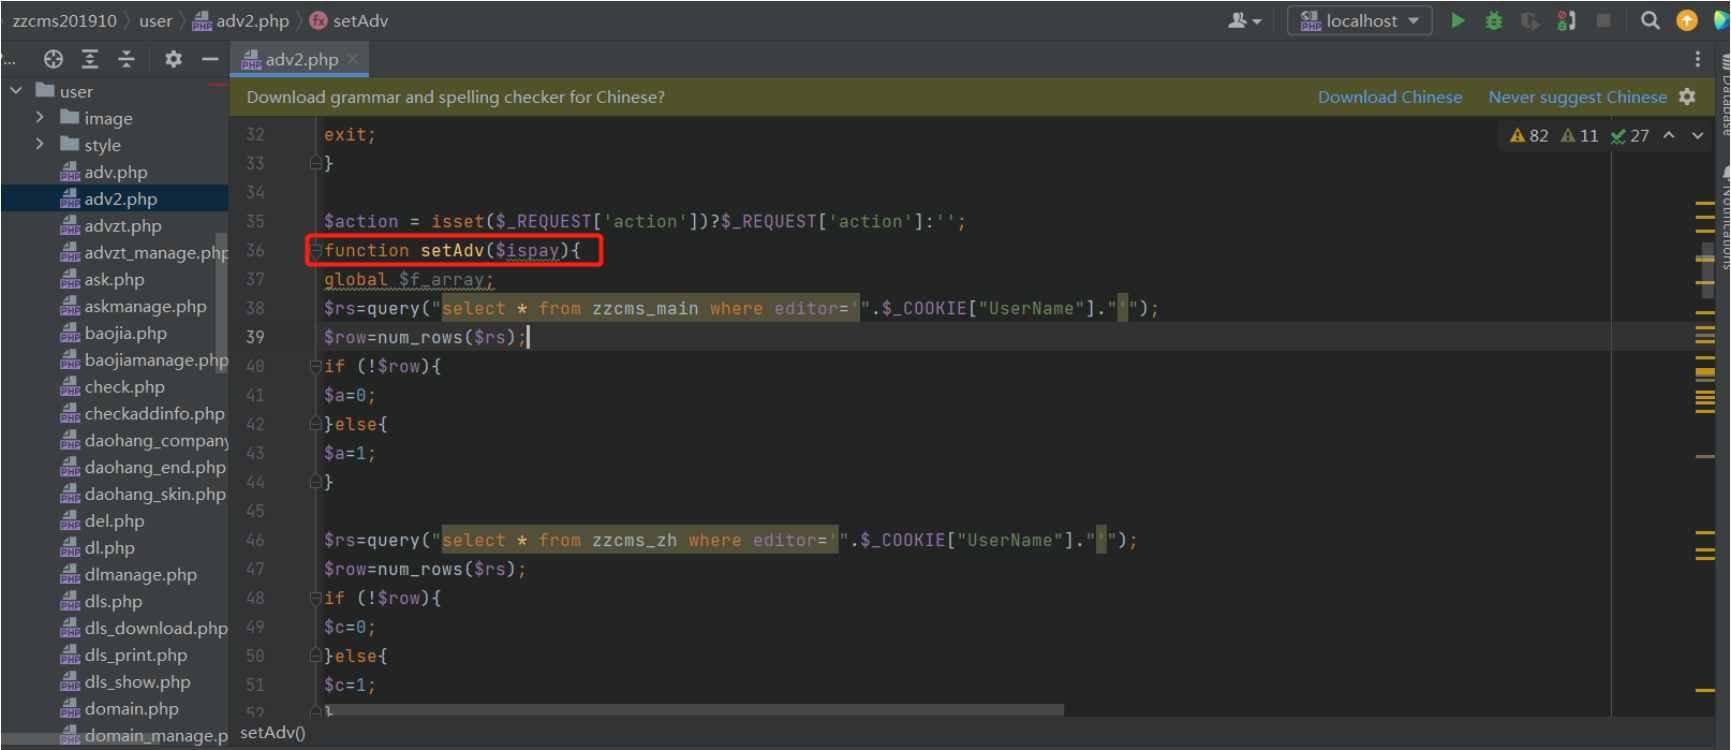 zzcms201910 user adv2.php setAdv localhost
adv2.php
Download grammar and spelling checker for Chinese? Download Chinese Never suggest Chinese
82 11 27
user
image
style
adv.php
adv2.php
advzt.php
advzt_manage.php
ask.php
askmanage.php
baojia.php
baojiamanage.php
check.php
checkaddinfo.php
daohang_company
daohang_end.php
daohang_skin.php
del.php
dl.php
dlmanage.php
dls.php
dls_download.php
dls_print.php
dls_show.php
domain.php
domain_manage.p
32 exit;
33 }
34
35 $action = isset($_REQUEST['action'])?$_REQUEST['action']:'';
36 function setAdv($ispay){
37 global $f_array;
38 $rs=query("select * from zzcms_main where editor='".$_COOKIE["UserName"]."'");
39 $row=num_rows($rs);
40 if (!$row){
41 $a=0;
42 }else{
43 $a=1;
44 }
45
46 $rs=query("select * from zzcms_zh where editor='".$_COOKIE["UserName"]."'");
47 $row=num_rows($rs);
48 if (!$row){
49 $c=0;
50 }else{
51 $c=1;
52 }
setAdv()
Database
Notifications